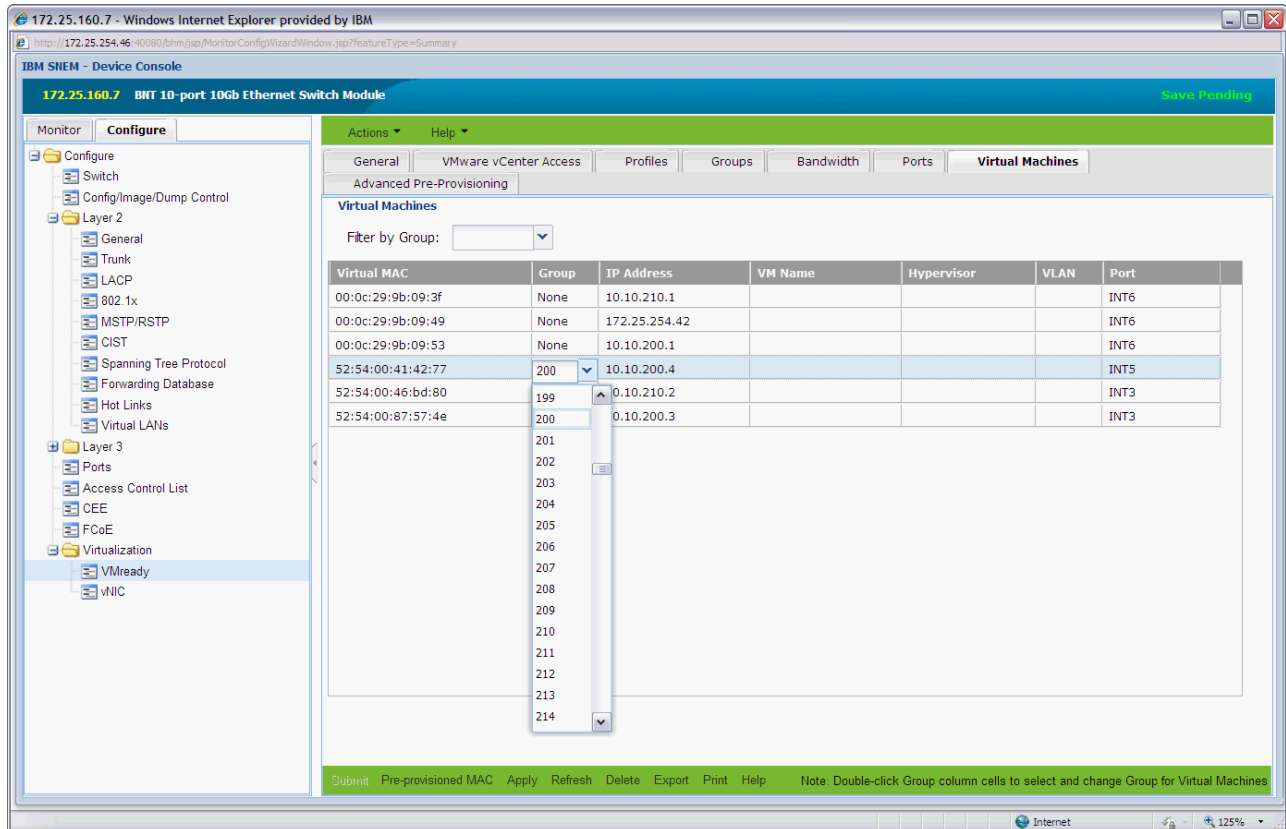 172.25.160.7 - Windows Internet Explorer provided by IBM
http://172.25.254.46:40080/bhm/jsp/MonitorConfigWizardWindow.jsp?featureType=Summary
IBM SNEM - Device Console
172.25.160.7 BNT 10-port 10Gb Ethernet Switch Module Save Pending
Monitor Configure
Configure
Switch
Config/Image/Dump Control
Layer 2
General
Trunk
LACP
802.1x
MSTP/RSTP
CIST
Spanning Tree Protocol
Forwarding Database
Hot Links
Virtual LANs
Layer 3
Ports
Access Control List
CEE
FCoE
Virtualization
VMready
vNIC
Actions Help
General VMware vCenter Access Profiles Groups Bandwidth Ports Virtual Machines
Advanced Pre-Provisioning
Virtual Machines
Filter by Group:
Virtual MAC Group IP Address VM Name Hypervisor VLAN Port
00:0c:29:9b:09:3f None 10.10.210.1 INT6
00:0c:29:9b:09:49 None 172.25.254.42 INT6
00:0c:29:9b:09:53 None 10.10.200.1 INT6
52:54:00:41:42:77 200 10.10.200.4 INT5
52:54:00:46:bd:80 0.10.210.2 INT3
52:54:00:87:57:4e 0.10.200.3 INT3
199
200
201
202
203
204
205
206
207
208
209
210
211
212
213
214
Submit Pre-provisioned MAC Apply Refresh Delete Export Print Help Note: Double-click Group column cells to select and change Group for Virtual Machines
Internet 125%